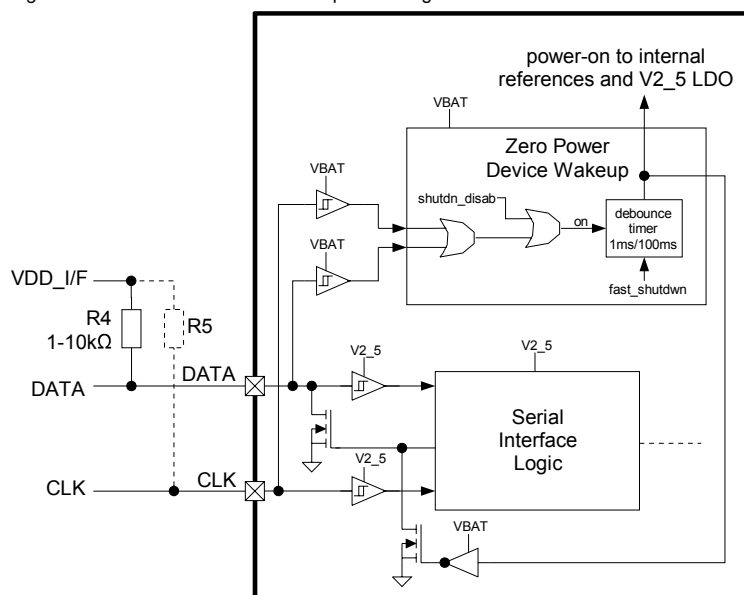 power-on to internal
references and V2_5 LDO
VBAT
Zero Power
Device Wakeup
VBAT
shutdn_disab
on
debounce
timer
1ms/100ms
VBAT
fast_shutdwn
VDD_I/F
R4
1-10kΩ
R5
V2_5
V2_5
DATA
DATA
Serial
Interface
Logic
V2_5
CLK
CLK
VBAT